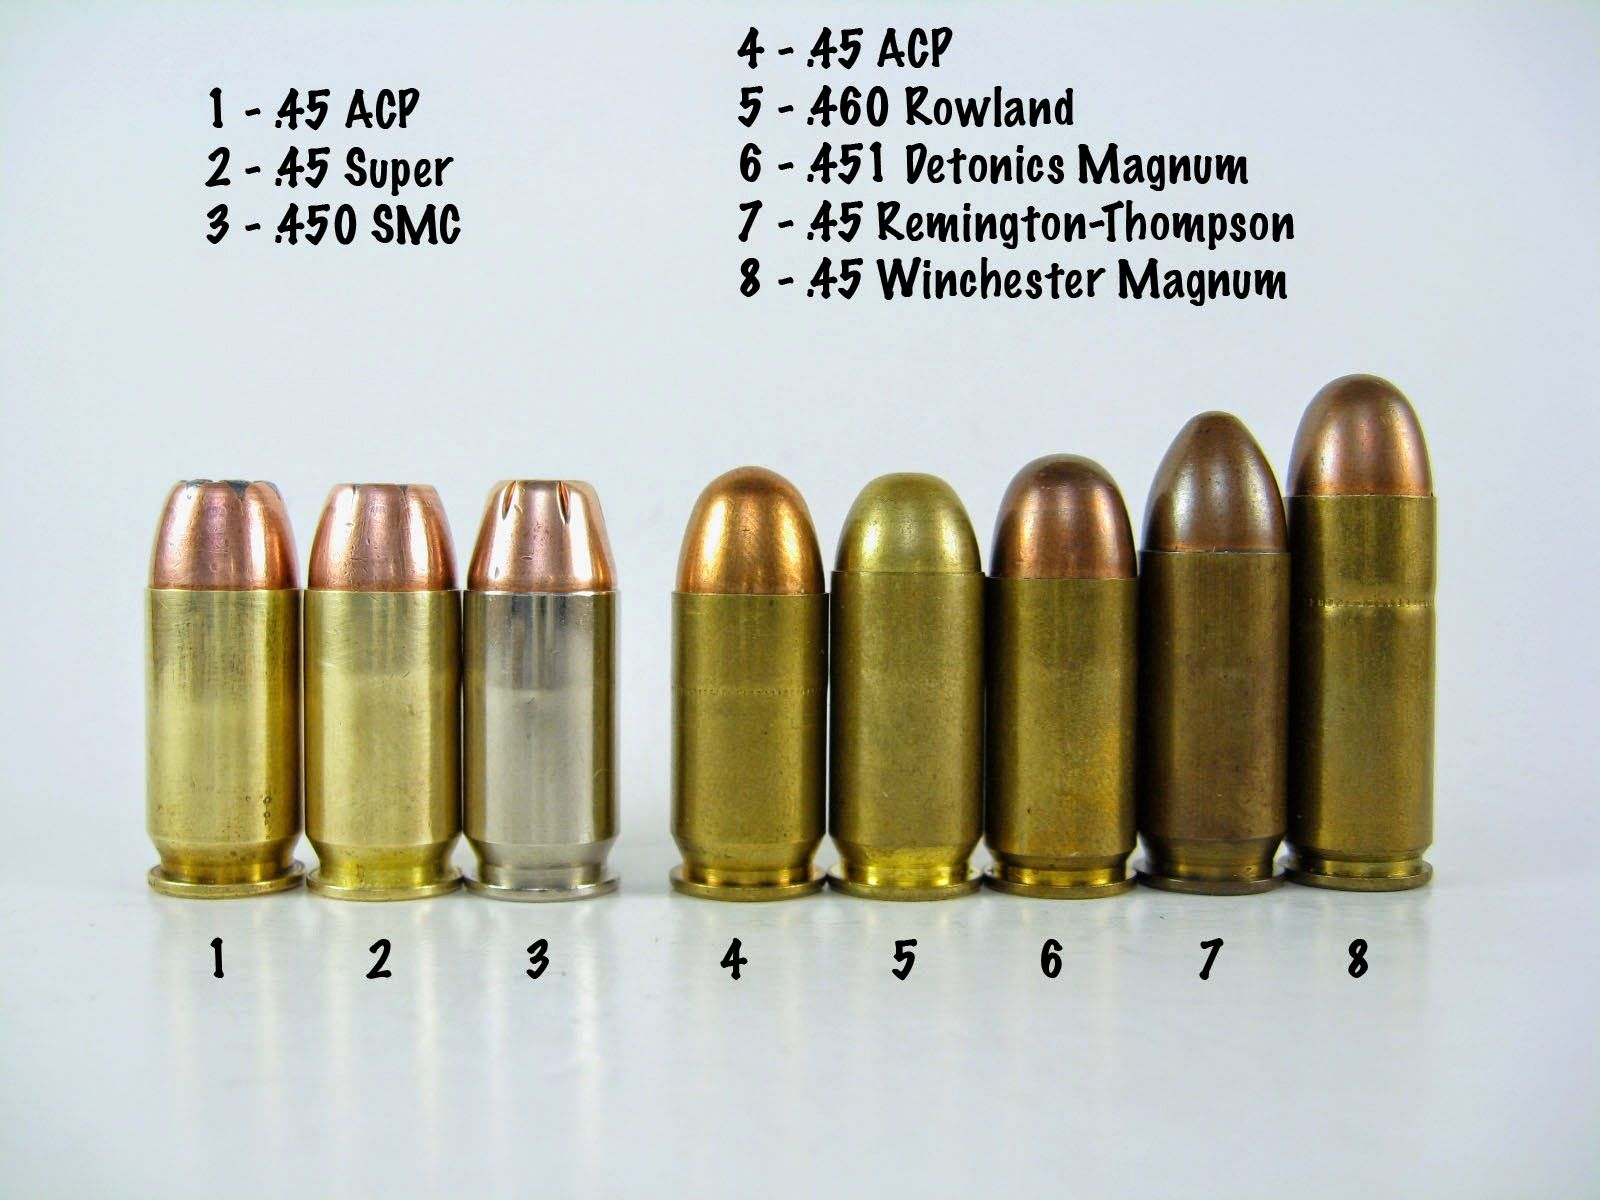 1 - .45 ACP
2 - .45 Super
3 - .450 SMC
4 - .45 ACP
5 - .460 Rowland
6 - .451 Detonics Magnum
7 - .45 Remington-Thompson
8 - .45 Winchester Magnum
1 2 3 4 5 6 7 8